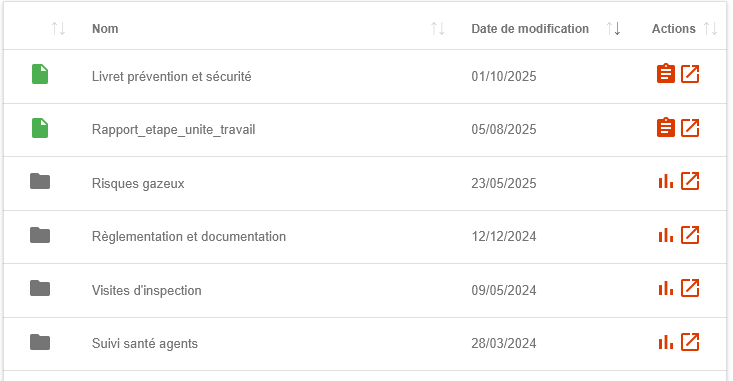 Nom Date de modification Actions
Livret prévention et sécurité 01/10/2025
Rapport_etape_unite_travail 05/08/2025
Risques gazeux 23/05/2025
Règlementation et documentation 12/12/2024
Visites d'inspection 09/05/2024
Suivi santé agents 28/03/2024